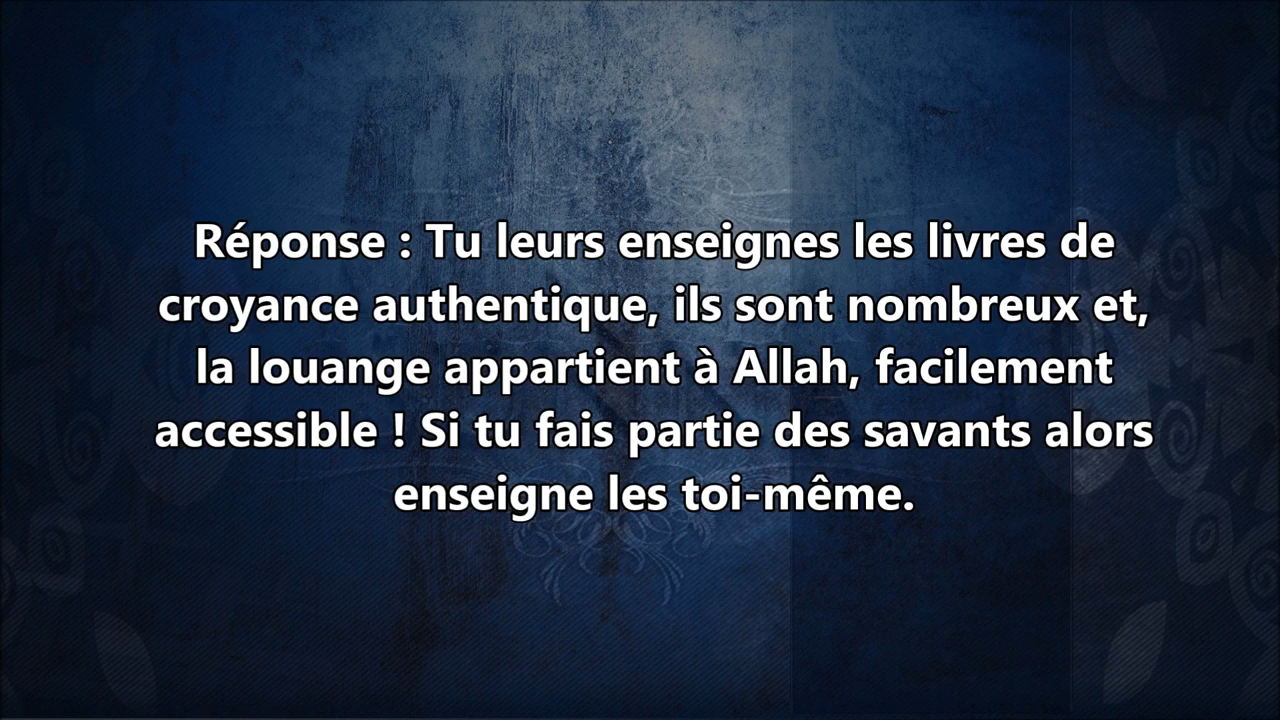 Réponse : Tu leurs enseignes les livres de
croyance authentique, ils sont nombreux et,
la louange appartient à Allah, facilement
accessible ! Si tu fais partie des savants alors
enseigne les toi-même.